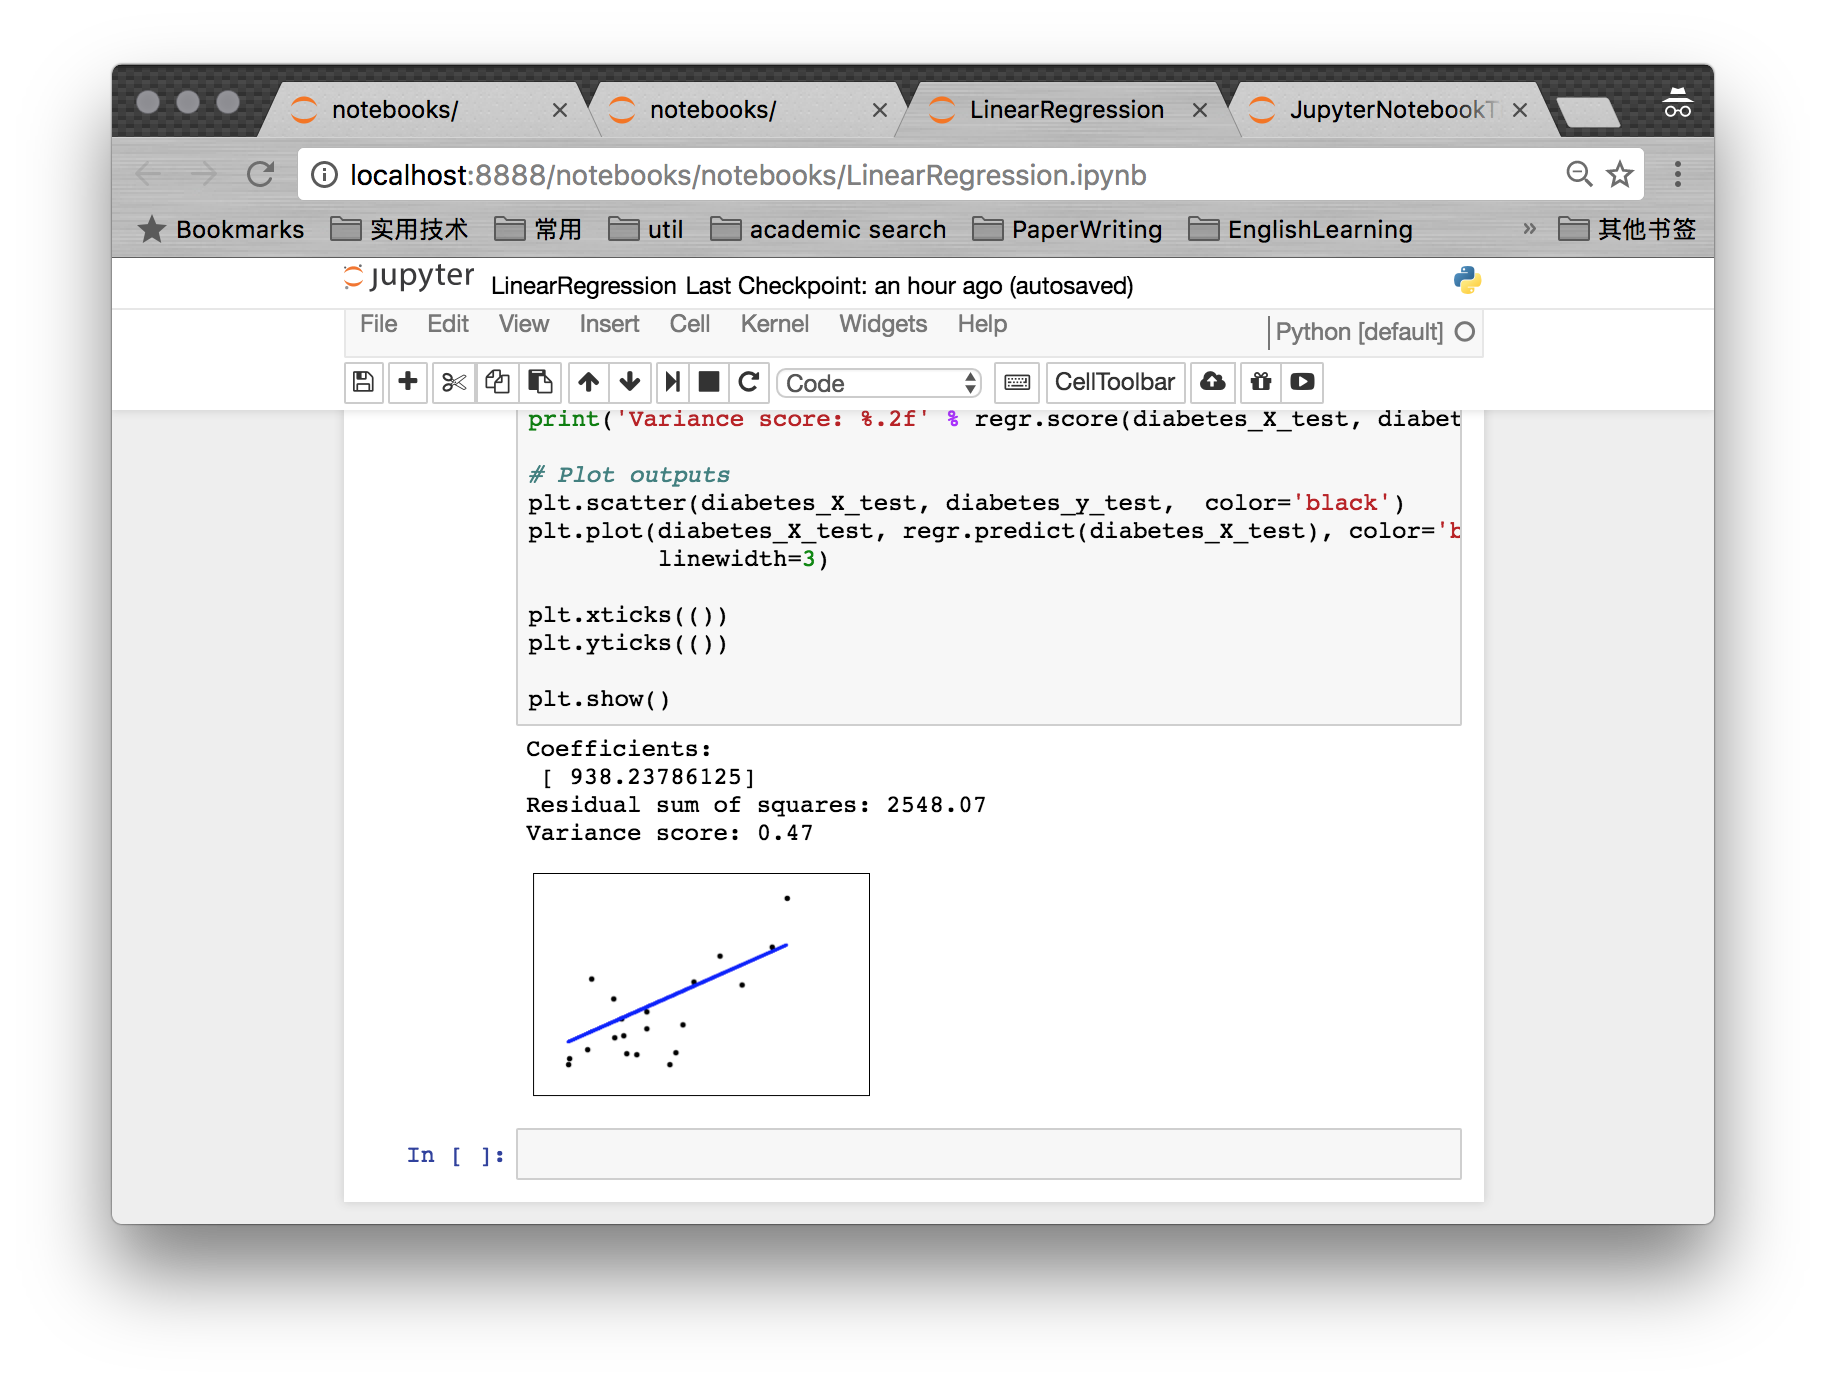 notebooks/ notebooks/ LinearRegression JupyterNotebookT
localhost:8888/notebooks/notebooks/LinearRegression.ipynb
Bookmarks 实用技术 常用 util academic search PaperWriting EnglishLearning » 其他书签
jupyter LinearRegression Last Checkpoint: an hour ago (autosaved)
File Edit View Insert Cell Kernel Widgets Help Python [default]
Code CellToolbar
print('Variance score: %.2f' % regr.score(diabetes_X_test, diabet
# Plot outputs
plt.scatter(diabetes_X_test, diabetes_y_test,  color='black')
plt.plot(diabetes_X_test, regr.predict(diabetes_X_test), color='b
         linewidth=3)
plt.xticks(())
plt.yticks(())
plt.show()
Coefficients:
 [ 938.23786125]
Residual sum of squares: 2548.07
Variance score: 0.47
In [ ]: